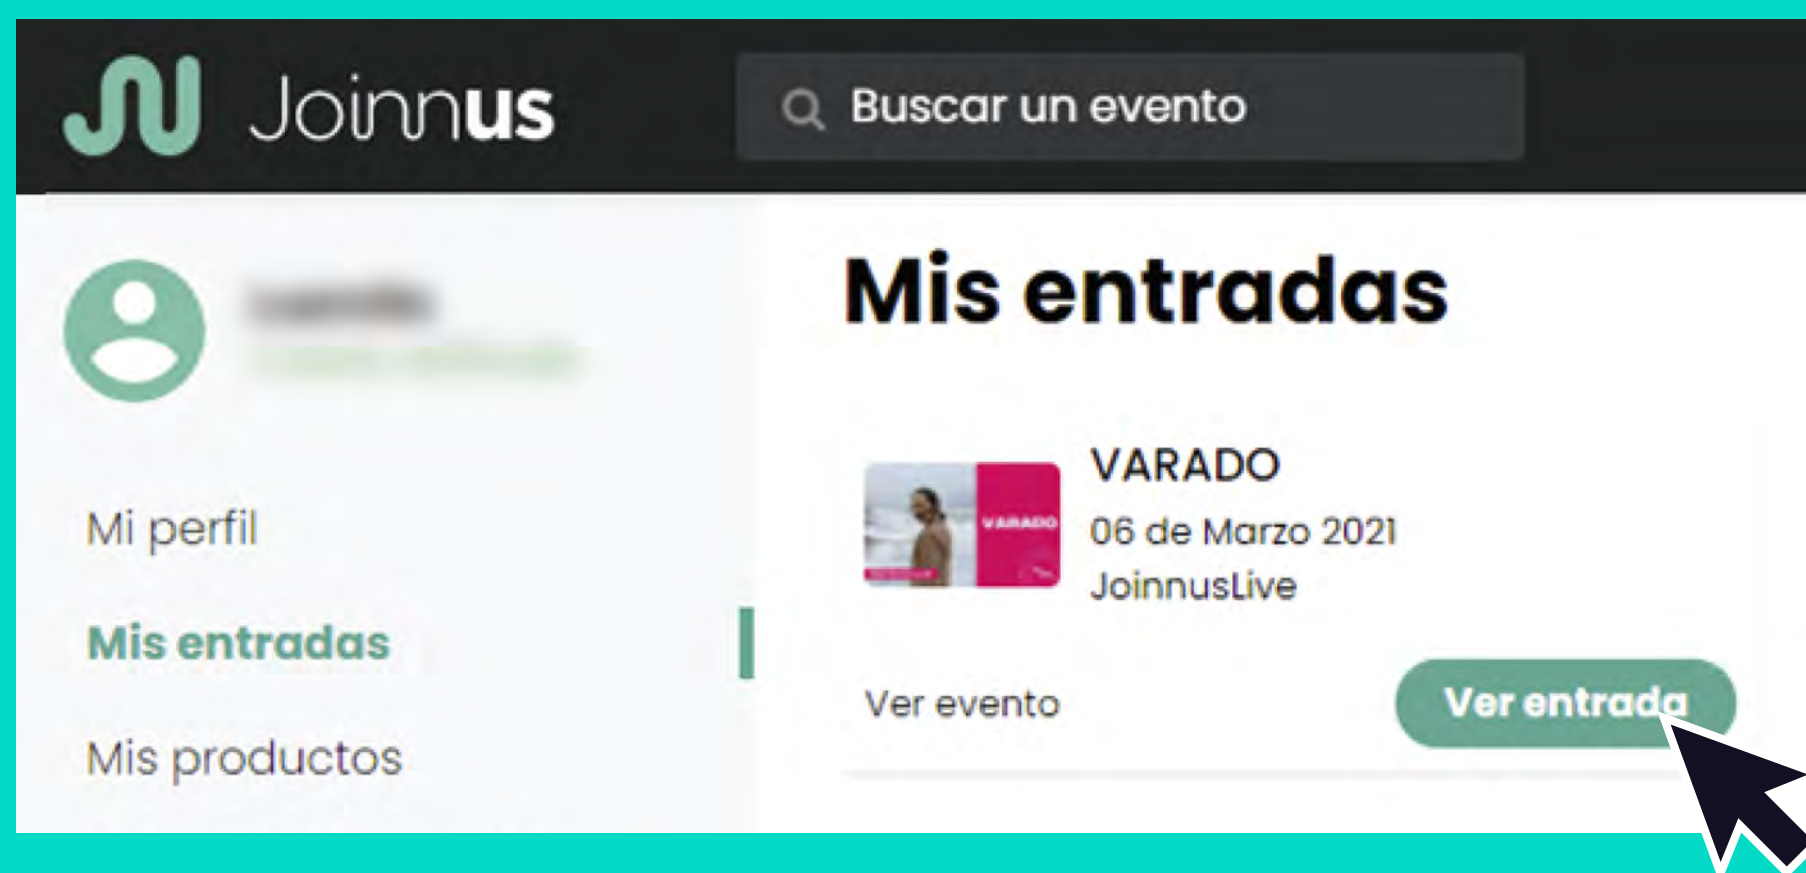 Joinnus
Buscar un evento
Mis entradas
Mi perfil
Mis entradas
Mis productos
VARADO
VARADO
06 de Marzo 2021
JoinnusLive
Ver evento
Ver entrada